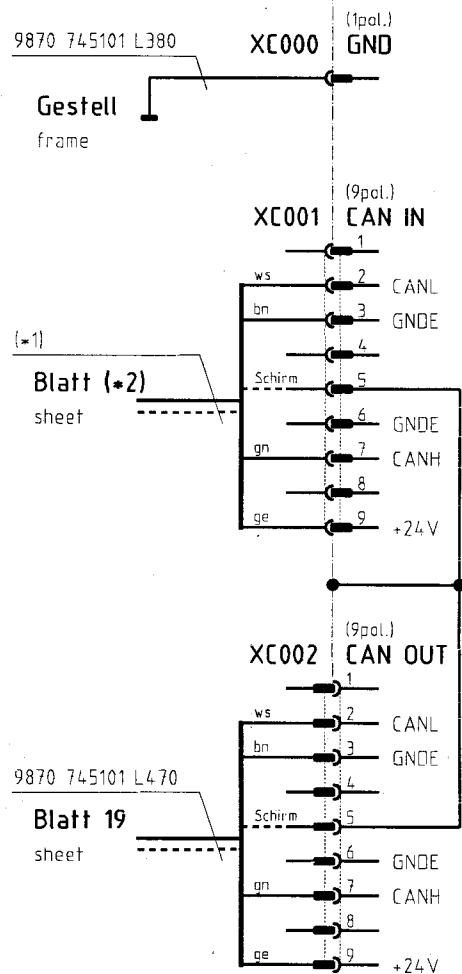 (1pol.)
9870 745101 L380
XC000 GND
Gestell
frame
(9pol.)
XC001 CAN IN
1
ws 2 CANL
bn 3 GNDE
(*1)
4
Blatt (*2)
Schirm 5
sheet
6 GNDE
gn 7 CANH
8
ge 9 +24V
(9pol.)
XC002 CAN OUT
1
ws 2 CANL
bn 3 GNDE
9870 745101 L470
4
Blatt 19
Schirm 5
sheet
6 GNDE
gn 7 CANH
8
ge 9 +24V